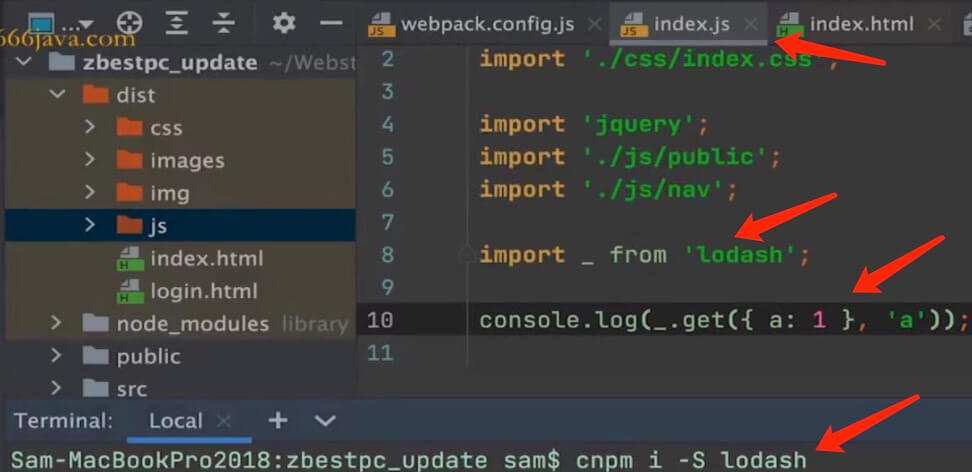 666java.com
webpack.config.js
index.js
index.html
zbestpc_update ~/Webst
dist
css
images
img
js
index.html
login.html
node_modules library
public
src
2 import './css/index.css';
3
4 import 'jquery';
5 import './js/public';
6 import './js/nav';
7
8 import _ from 'lodash';
9
10 console.log(_.get({ a: 1 }, 'a'));
11
Terminal: Local
Sam-MacBookPro2018:zbestpc_update sam$ cnpm i -S lodash